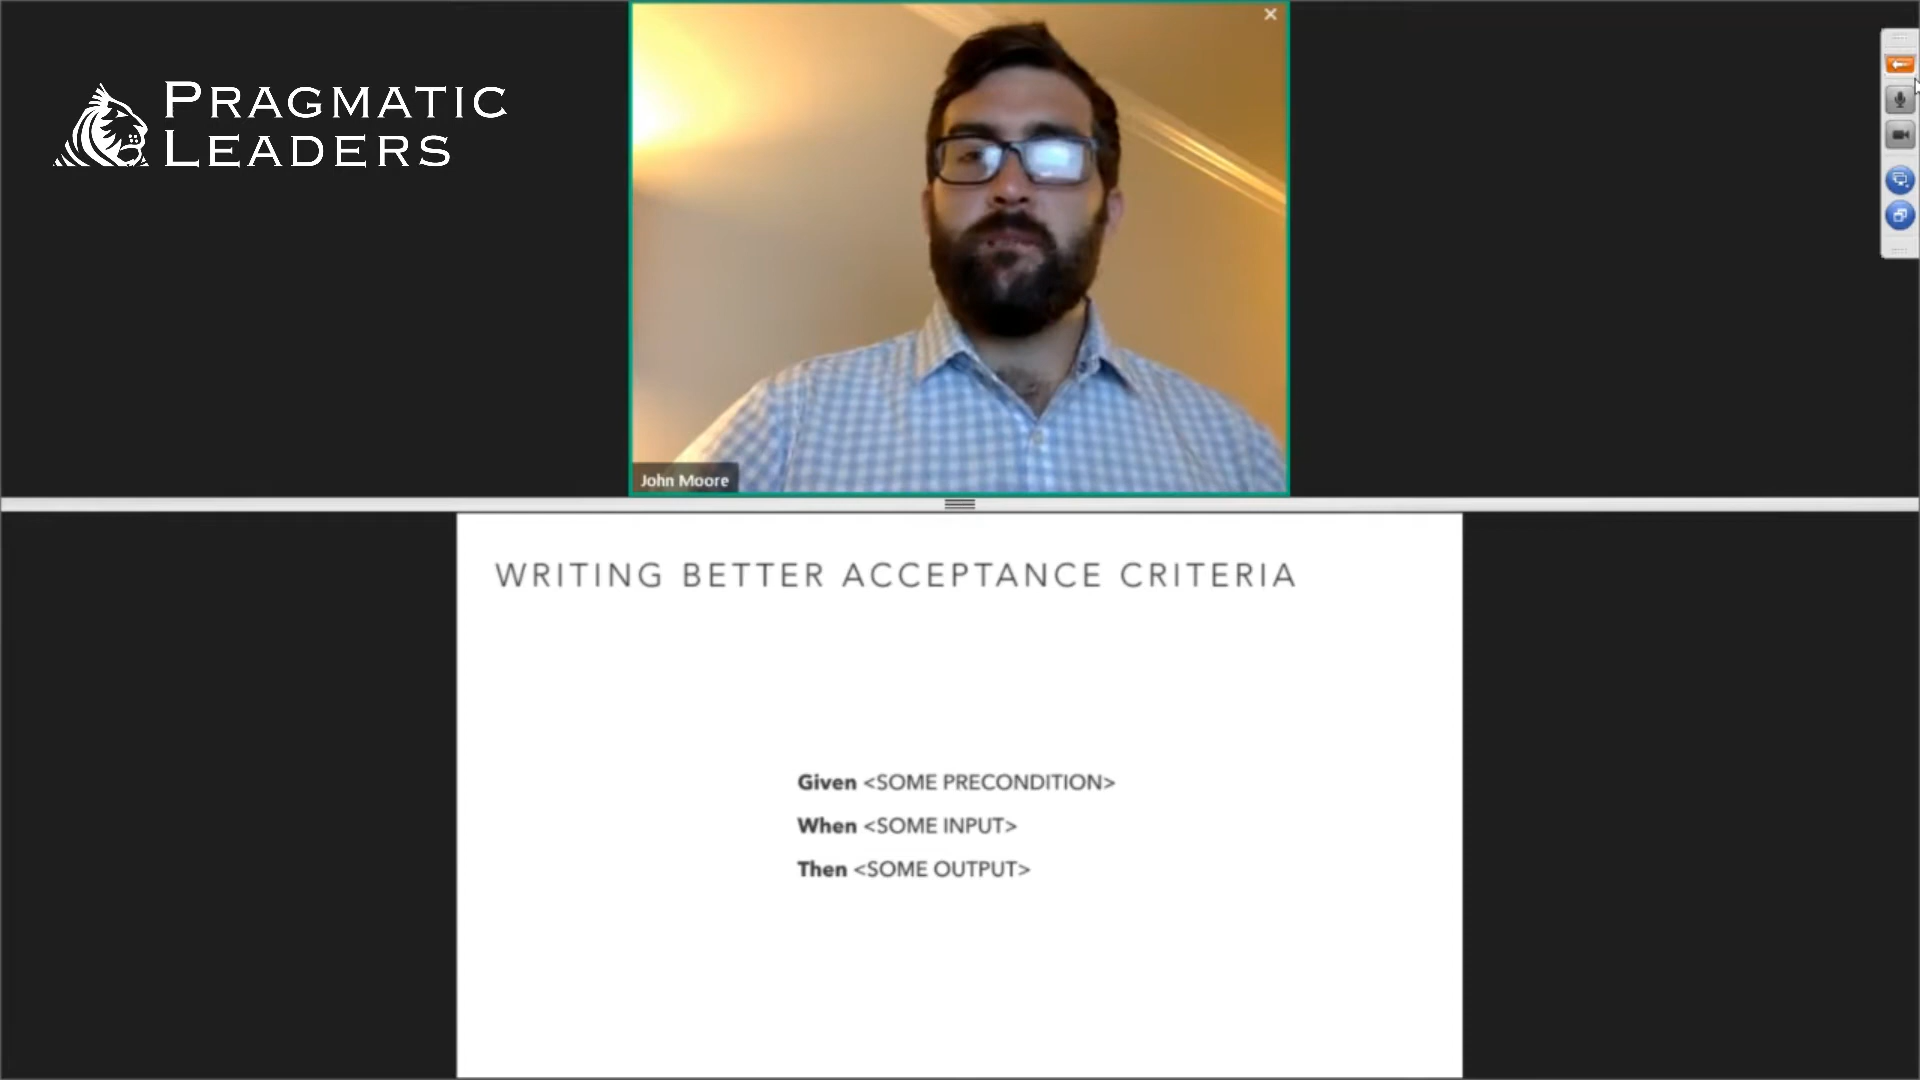 PRAGMATIC
LEADERS
John Moore
WRITING BETTER ACCEPTANCE CRITERIA
Given <SOME PRECONDITION>
When <SOME INPUT>
Then <SOME OUTPUT>